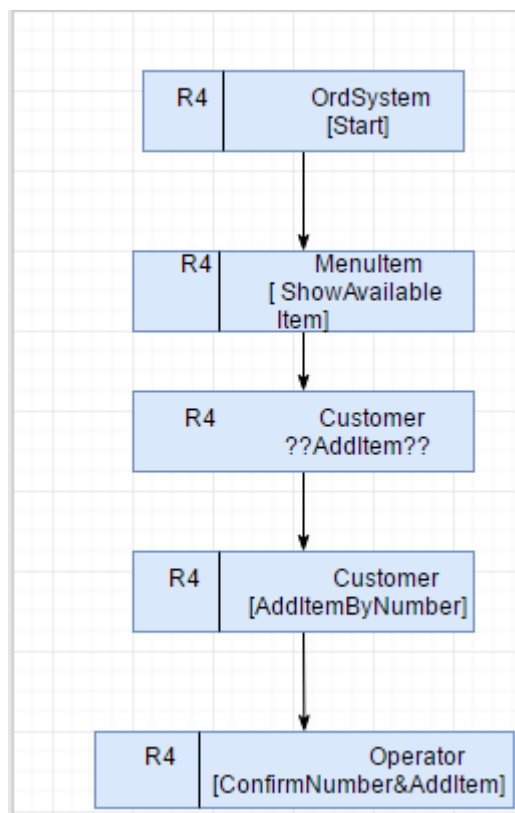 R4 OrdSystem
[Start]
R4 MenuItem
[ ShowAvailable
Item]
R4 Customer
??AddItem??
R4 Customer
[AddItemByNumber]
R4 Operator
[ConfirmNumber&AddItem]